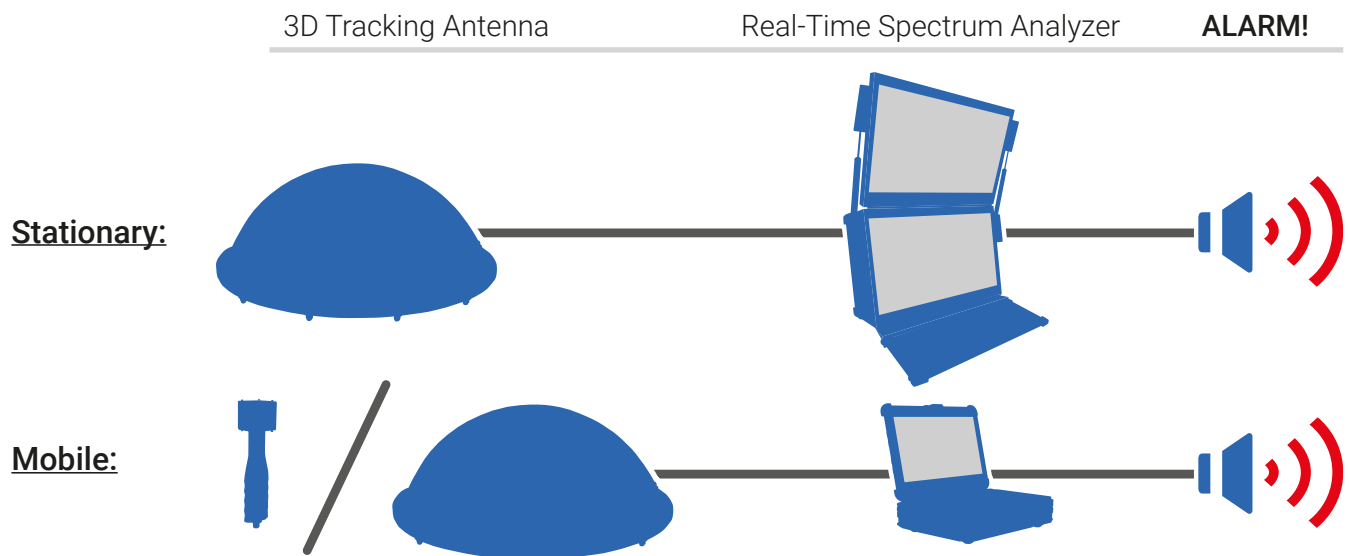 3D Tracking Antenna Real-Time Spectrum Analyzer ALARM!
Stationary:
Mobile: